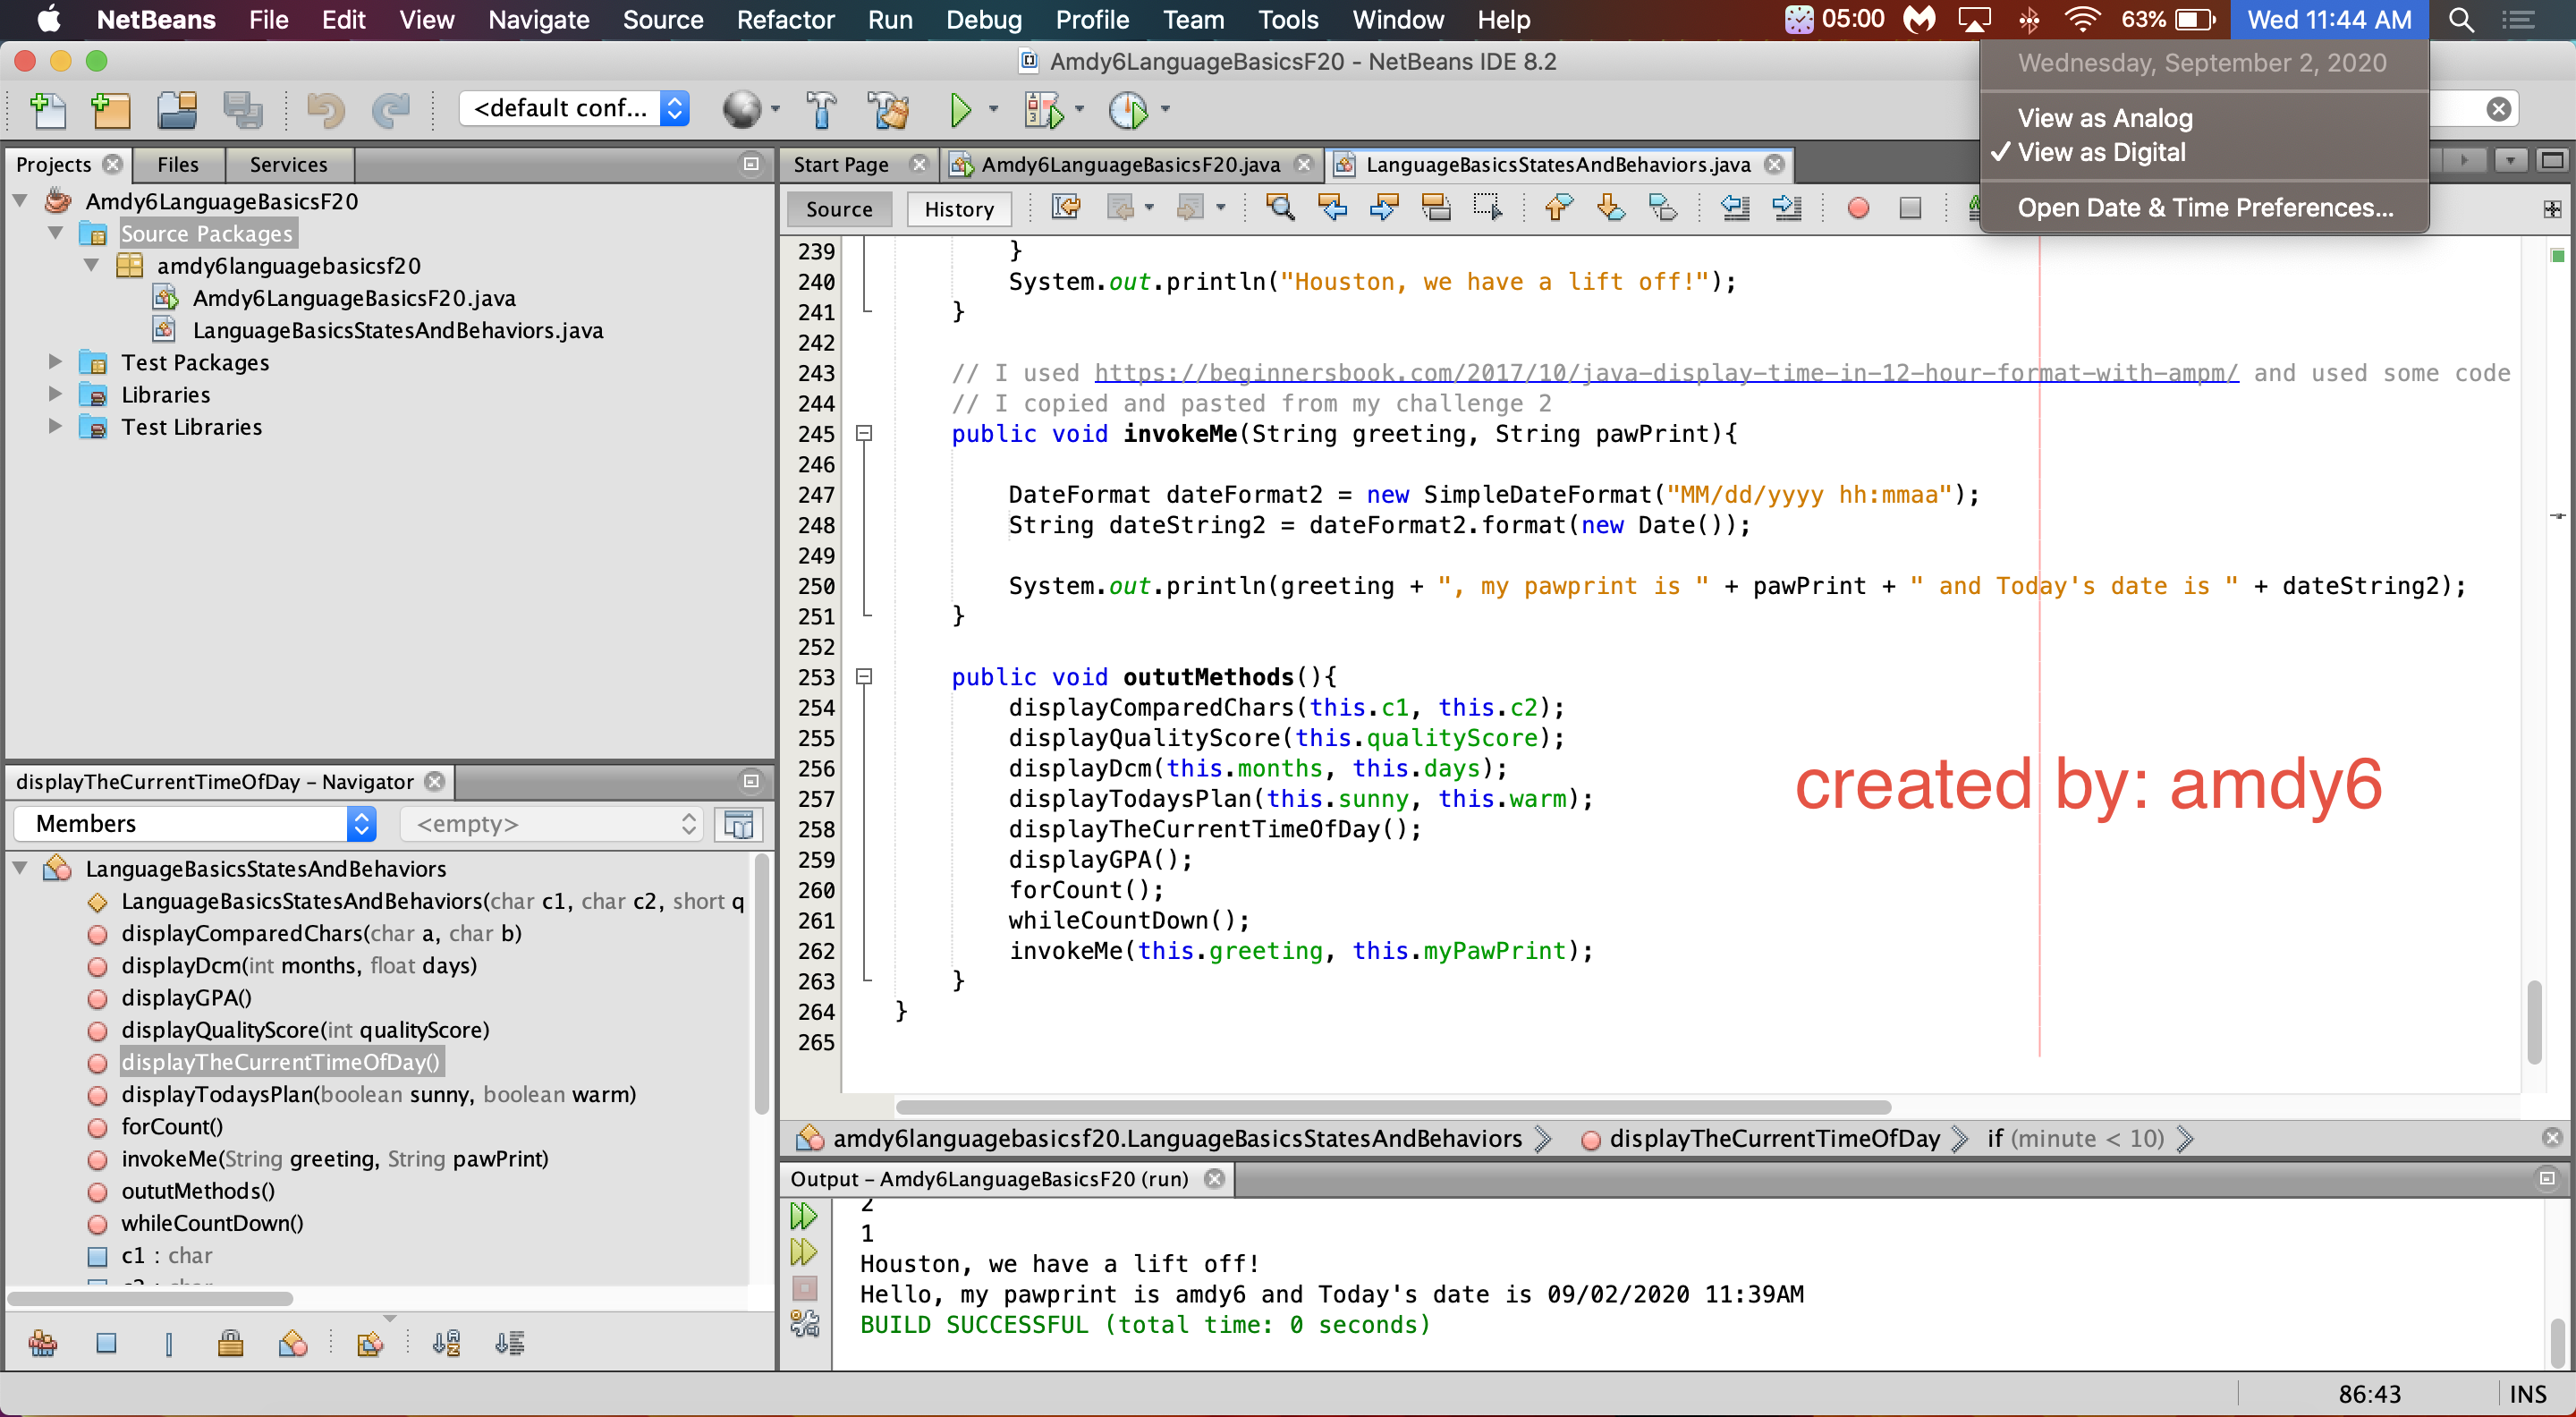 NetBeans File Edit View Navigate Source Refactor Run Debug Profile Team Tools Window Help 05:00 63% Wed 11:44 AM
Amdy6LanguageBasicsF20 - NetBeans IDE 8.2
Wednesday, September 2, 2020
View as Analog
✓ View as Digital
Open Date & Time Preferences...
<default conf...
Projects Files Services
Amdy6LanguageBasicsF20
Source Packages
amdy6languagebasicsf20
Amdy6LanguageBasicsF20.java
LanguageBasicsStatesAndBehaviors.java
Test Packages
Libraries
Test Libraries
displayTheCurrentTimeOfDay - Navigator
Members <empty>
LanguageBasicsStatesAndBehaviors
LanguageBasicsStatesAndBehaviors(char c1, char c2, short q
displayComparedChars(char a, char b)
displayDcm(int months, float days)
displayGPA()
displayQualityScore(int qualityScore)
displayTheCurrentTimeOfDay()
displayTodaysPlan(boolean sunny, boolean warm)
forCount()
invokeMe(String greeting, String pawPrint)
oututMethods()
whileCountDown()
c1 : char
Start Page Amdy6LanguageBasicsF20.java LanguageBasicsStatesAndBehaviors.java
Source History
239 }
240 System.out.println("Houston, we have a lift off!");
241 }
242
243 // I used https://beginnersbook.com/2017/10/java-display-time-in-12-hour-format-with-ampm/ and used some code
244 // I copied and pasted from my challenge 2
245 public void invokeMe(String greeting, String pawPrint){
246
247 DateFormat dateFormat2 = new SimpleDateFormat("MM/dd/yyyy hh:mmaa");
248 String dateString2 = dateFormat2.format(new Date());
249
250 System.out.println(greeting + ", my pawprint is " + pawPrint + " and Today's date is " + dateString2);
251 }
252
253 public void oututMethods(){
254 displayComparedChars(this.c1, this.c2);
255 displayQualityScore(this.qualityScore);
256 displayDcm(this.months, this.days);
257 displayTodaysPlan(this.sunny, this.warm);
258 displayTheCurrentTimeOfDay();
259 displayGPA();
260 forCount();
261 whileCountDown();
262 invokeMe(this.greeting, this.myPawPrint);
263 }
264 }
265
created by: amdy6
amdy6languagebasicsf20.LanguageBasicsStatesAndBehaviors displayTheCurrentTimeOfDay if (minute < 10)
Output - Amdy6LanguageBasicsF20 (run)
2
1
Houston, we have a lift off!
Hello, my pawprint is amdy6 and Today's date is 09/02/2020 11:39AM
BUILD SUCCESSFUL (total time: 0 seconds)
86:43 INS